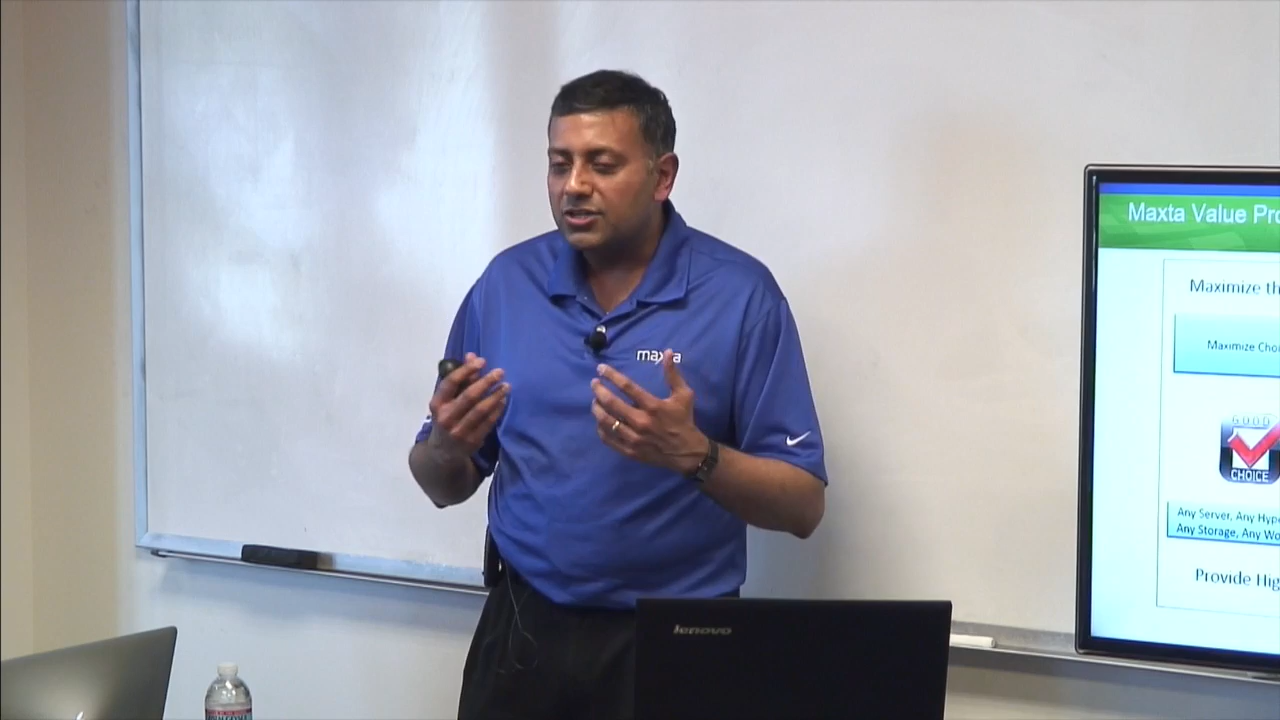 Maxta Value Pro
Maximize th
Maximize Choi
GOOD
CHOICE
Any Server, Any Hype
Any Storage, Any Wo
Provide Hig
maxta
lenovo